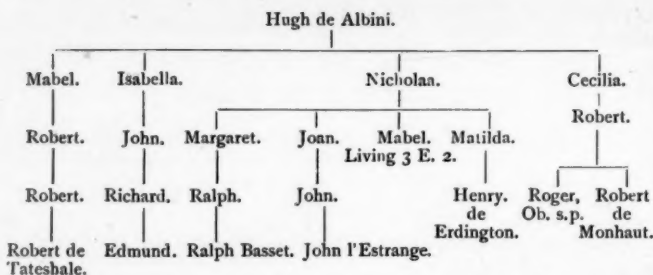 Hugh de Albini.
Mabel. Isabella. Nicholaa. Cecilia.
Robert. John. Margaret. Joan. Mabel. Matilda. Robert.
Living 3 E. 2.
Robert. Richard. Ralph. John. Henry. Roger, Robert
de Ob. s.p. de
Erdington. Monhaut.
Robert de Edmund. Ralph Basset. John l'Estrange.
Tateshale.